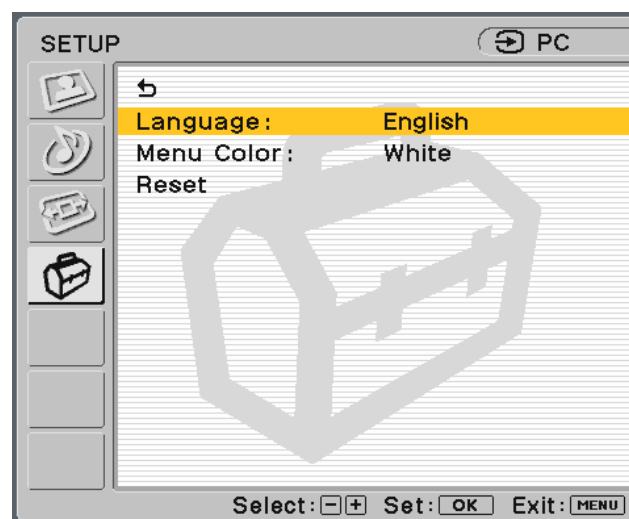 SETUP
PC
Language: English
Menu Color: White
Reset
Select: - + Set: OK Exit: MENU